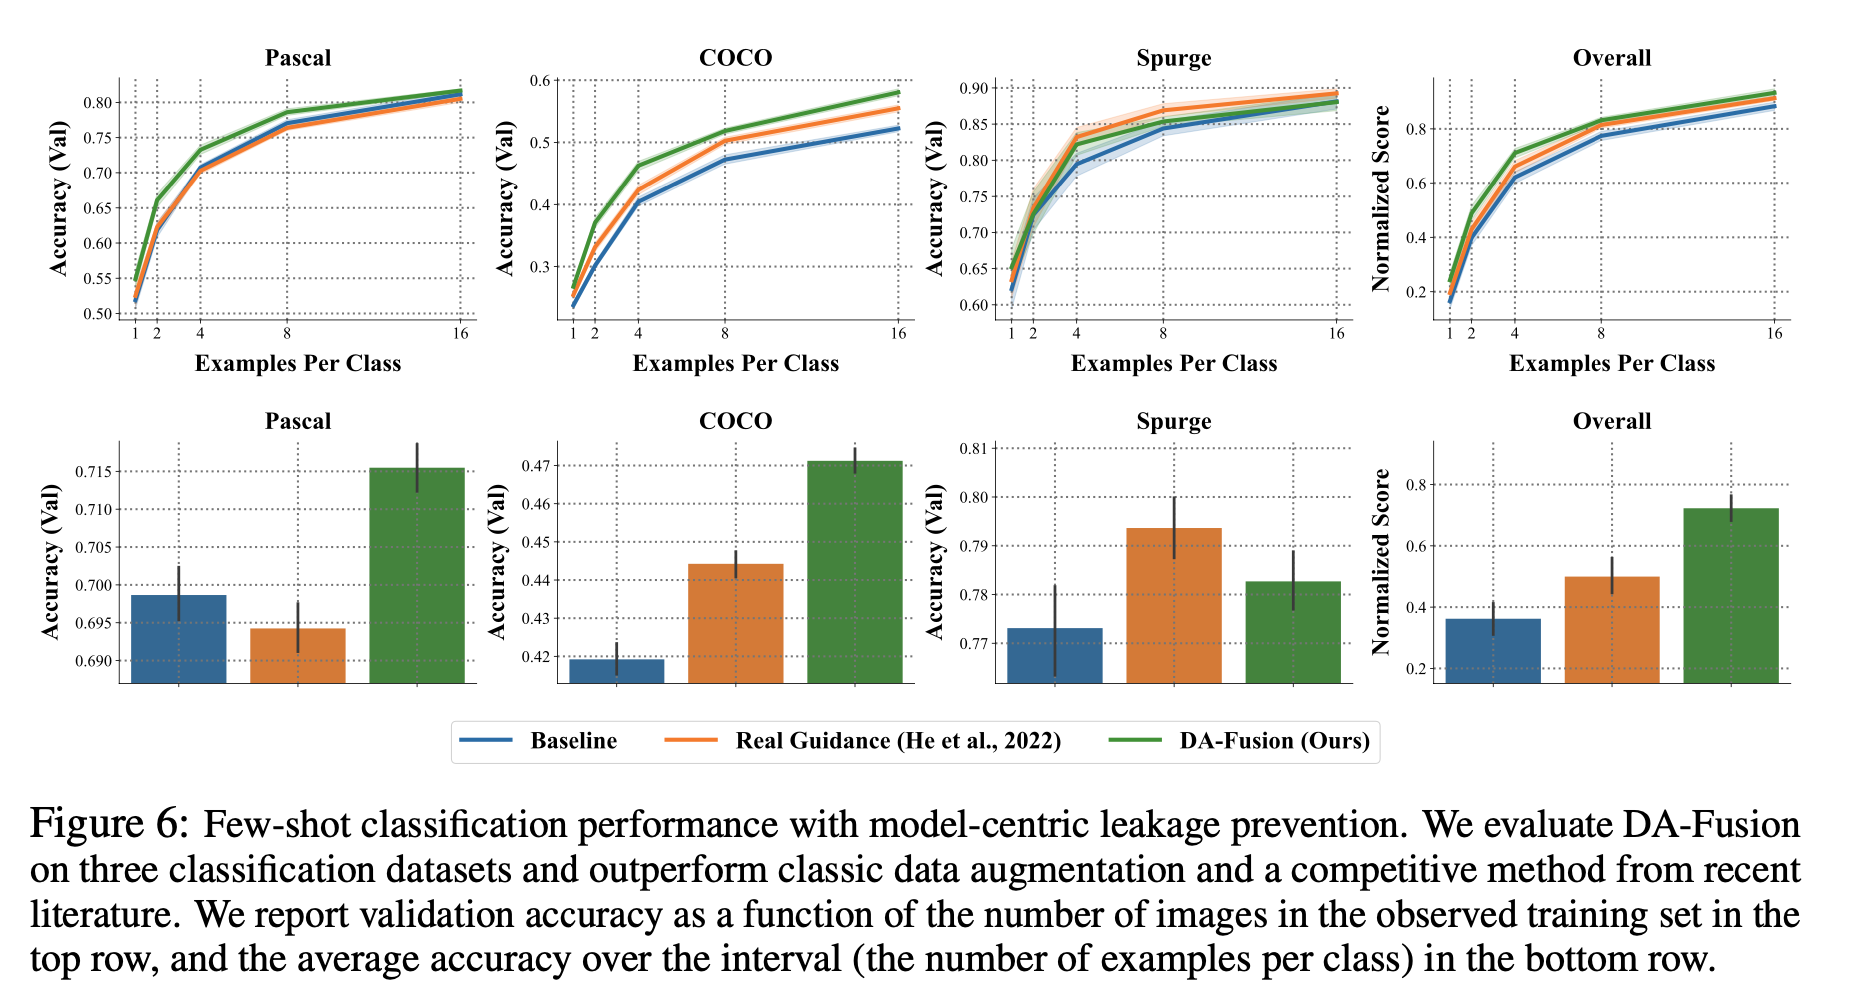 Pascal
COCO
Spurge
Overall
Accuracy (Val)
0.80
0.75
0.70
0.65
0.60
0.55
0.50
1 2 4 8 16
Examples Per Class
Accuracy (Val)
0.6
0.5
0.4
0.3
1 2 4 8 16
Examples Per Class
Accuracy (Val)
0.90
0.85
0.80
0.75
0.70
0.65
0.60
1 2 4 8 16
Examples Per Class
Normalized Score
0.8
0.6
0.4
0.2
1 2 4 8 16
Examples Per Class
Pascal
COCO
Spurge
Overall
Accuracy (Val)
0.715
0.710
0.705
0.700
0.695
0.690
Accuracy (Val)
0.47
0.46
0.45
0.44
0.43
0.42
Accuracy (Val)
0.81
0.80
0.79
0.78
0.77
Normalized Score
0.8
0.6
0.4
0.2
Baseline Real Guidance (He et al., 2022) DA-Fusion (Ours)
Figure 6: Few-shot classification performance with model-centric leakage prevention. We evaluate DA-Fusion
on three classification datasets and outperform classic data augmentation and a competitive method from recent
literature. We report validation accuracy as a function of the number of images in the observed training set in the
top row, and the average accuracy over the interval (the number of examples per class) in the bottom row.